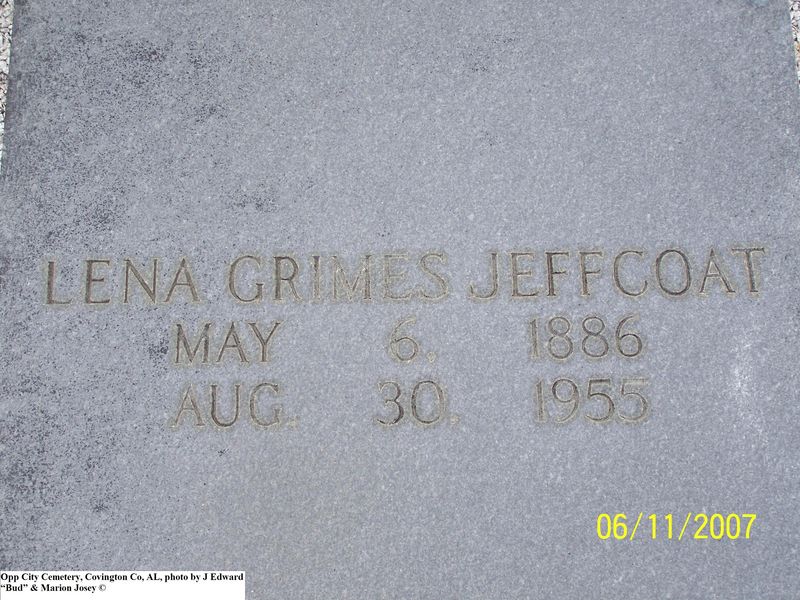 LENA GRIMES JEFFCOAT
MAY 6, 1886
AUG. 30. 1955
06/11/2007
Opp City Cemetery, Covington Co, AL, photo by J Edward
“Bud” & Marion Josey ©